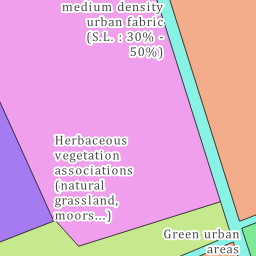 medium density
urban fabric
(S.L. : 30% -
50%)
Herbaceous
vegetation
associations
(natural
grassland,
moors...)
Green urban
areas